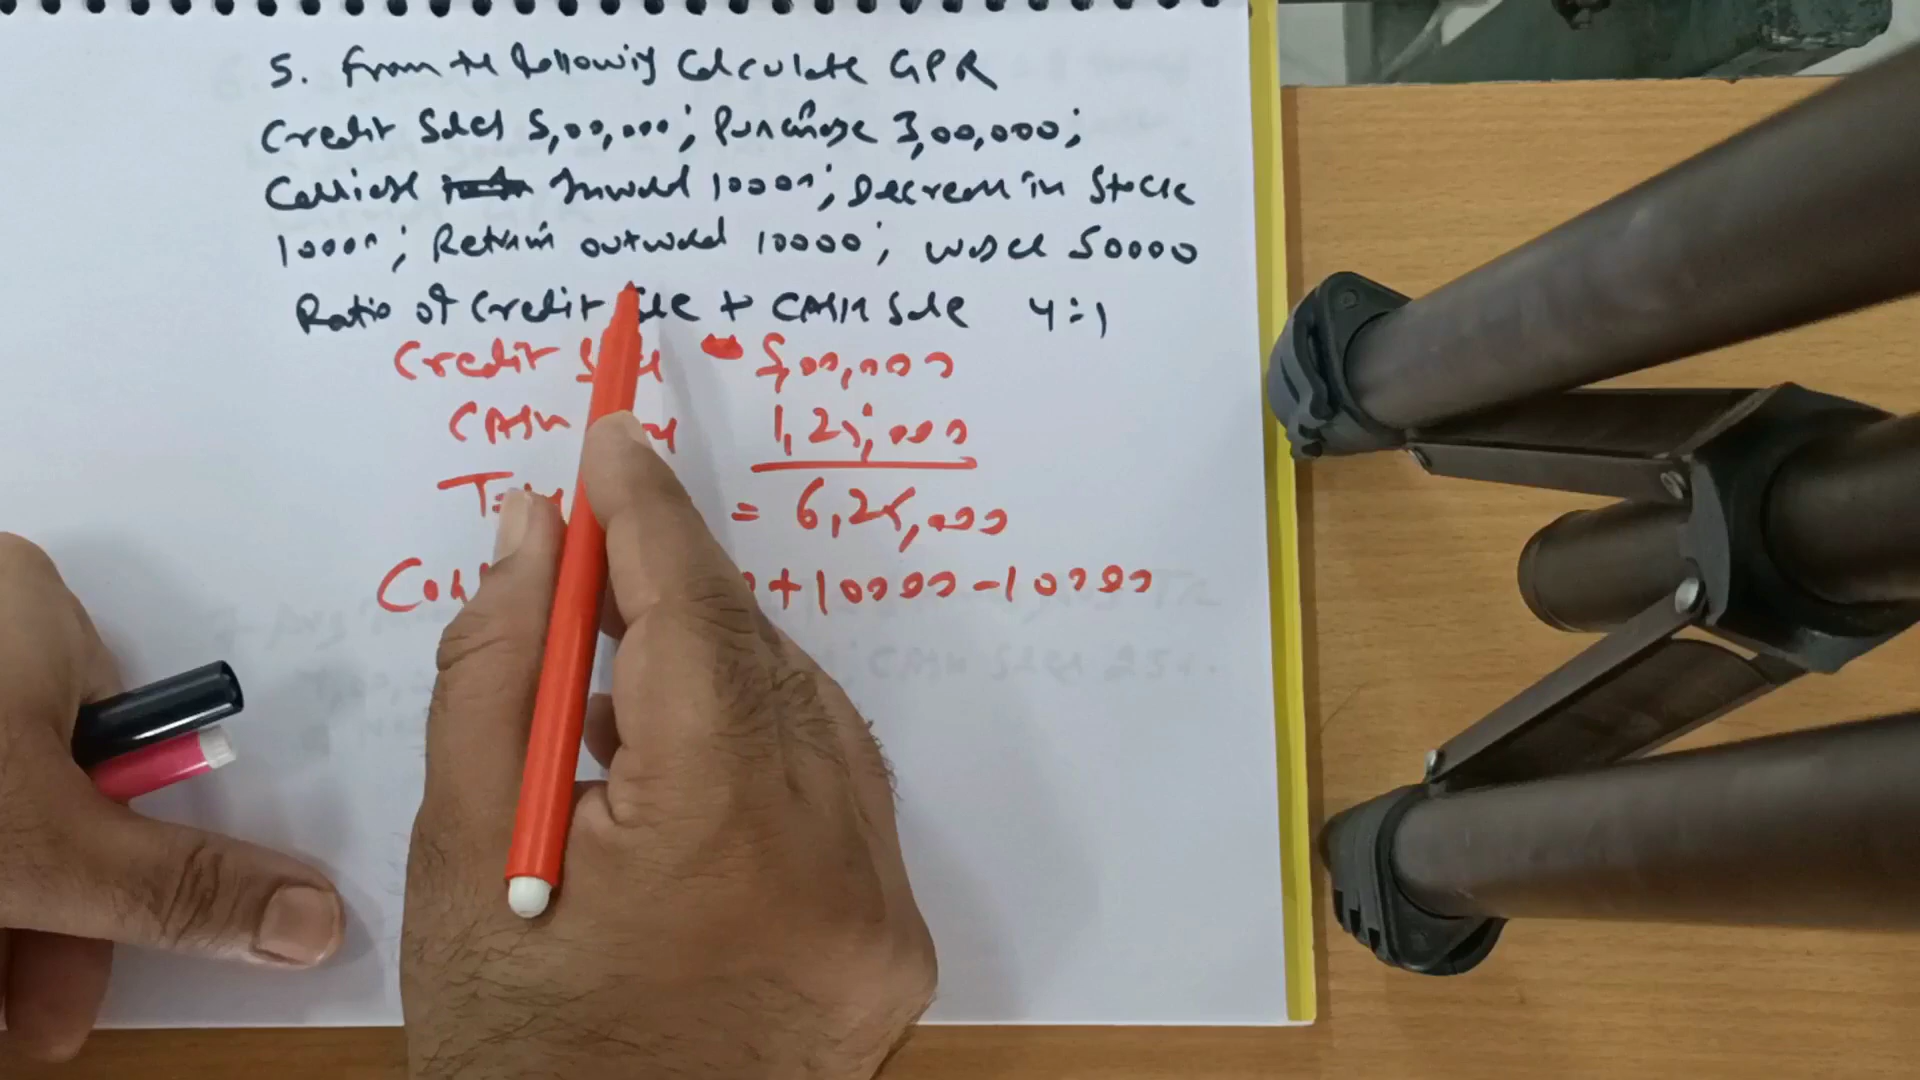 5. From the following Calculate GPR
Credit Sales 5,00,000; Purchase 3,00,000;
Carriage Inward 10000; Decrease in Stock
10000; Return outward 10000; wages 50000
Ratio of Credit Sale & CASH Sale 4:1
Credit 5,00,000
CASH 1,25,000
= 6,25,000
+10000-10000